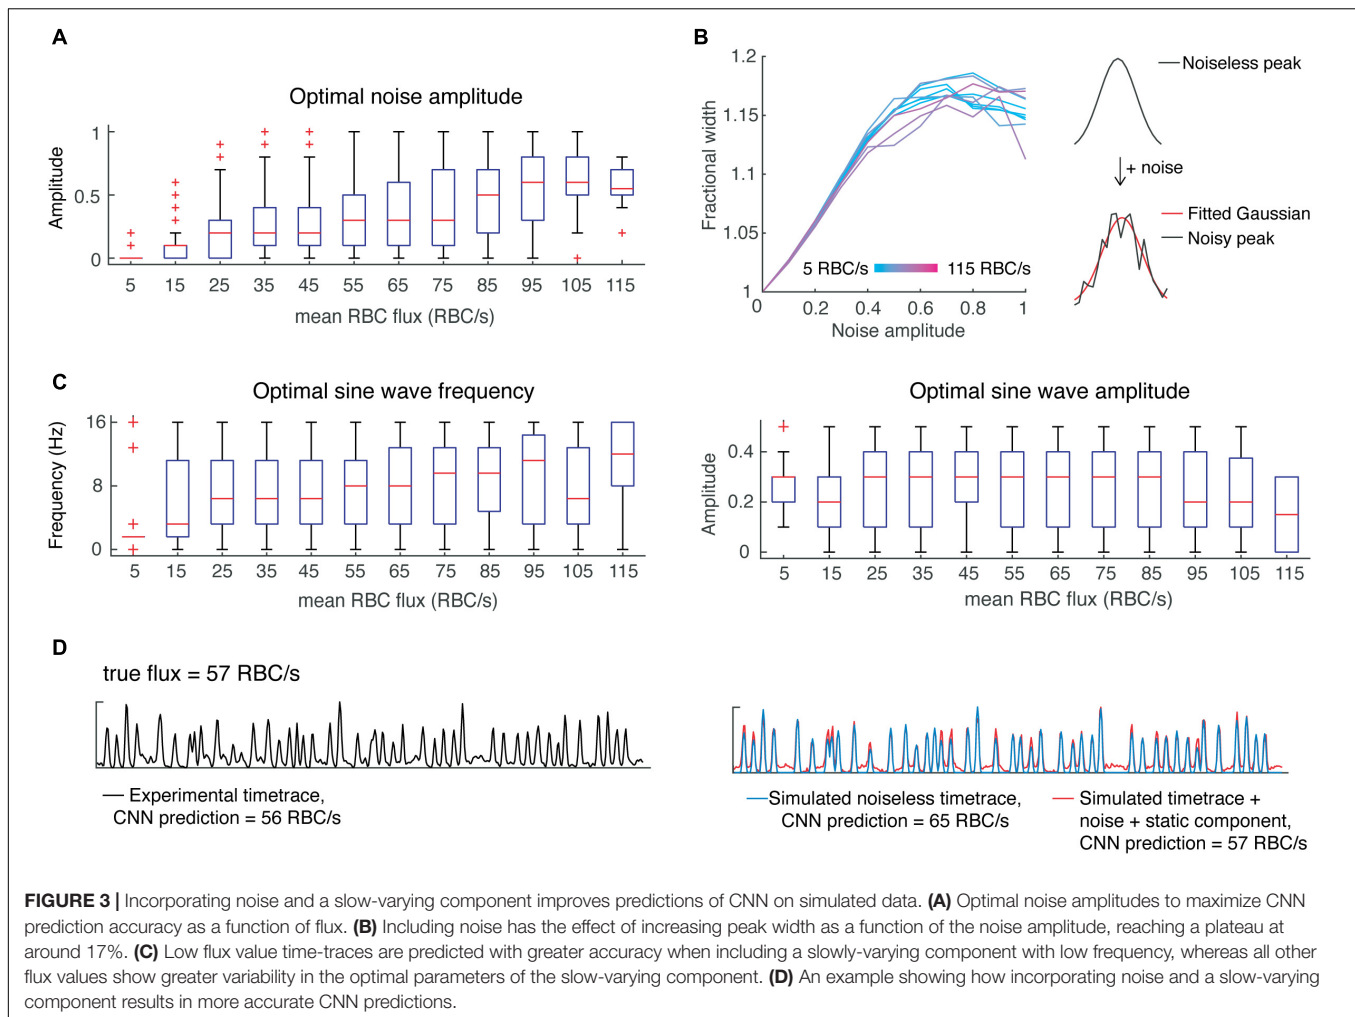 A
Optimal noise amplitude
Amplitude
1
0.5
0
5 15 25 35 45 55 65 75 85 95 105 115
mean RBC flux (RBC/s)
B
Fractional width
1.2
1.15
1.1
1.05
1
0 0.2 0.4 0.6 0.8 1
Noise amplitude
5 RBC/s 115 RBC/s
Noiseless peak
+ noise
Fitted Gaussian
Noisy peak
C
Optimal sine wave frequency
Frequency (Hz)
16
8
0
5 15 25 35 45 55 65 75 85 95 105 115
mean RBC flux (RBC/s)
Optimal sine wave amplitude
Amplitude
0.4
0.2
0
5 15 25 35 45 55 65 75 85 95 105 115
mean RBC flux (RBC/s)
D
true flux = 57 RBC/s
Experimental timetrace,
CNN prediction = 56 RBC/s
Simulated noiseless timetrace,
CNN prediction = 65 RBC/s
Simulated timetrace +
noise + static component,
CNN prediction = 57 RBC/s
FIGURE 3 | Incorporating noise and a slow-varying component improves predictions of CNN on simulated data. (A) Optimal noise amplitudes to maximize CNN
prediction accuracy as a function of flux. (B) Including noise has the effect of increasing peak width as a function of the noise amplitude, reaching a plateau at
around 17%. (C) Low flux value time-traces are predicted with greater accuracy when including a slowly-varying component with low frequency, whereas all other
flux values show greater variability in the optimal parameters of the slow-varying component. (D) An example showing how incorporating noise and a slow-varying
component results in more accurate CNN predictions.